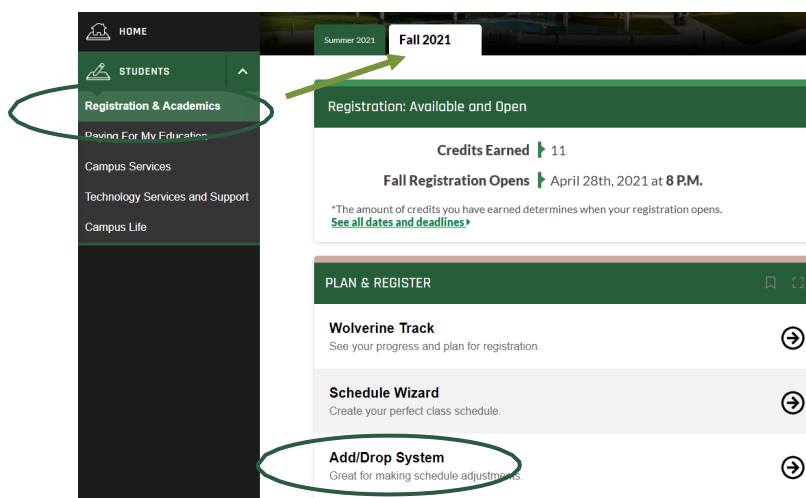 HOME
STUDENTS
Registration & Academics
Paying For My Education
Campus Services
Technology Services and Support
Campus Life
Summer 2021
Fall 2021
Registration: Available and Open
Credits Earned 11
Fall Registration Opens April 28th, 2021 at 8 P.M.
*The amount of credits you have earned determines when your registration opens.
See all dates and deadlines
PLAN & REGISTER
Wolverine Track
See your progress and plan for registration.
Schedule Wizard
Create your perfect class schedule.
Add/Drop System
Great for making schedule adjustments.